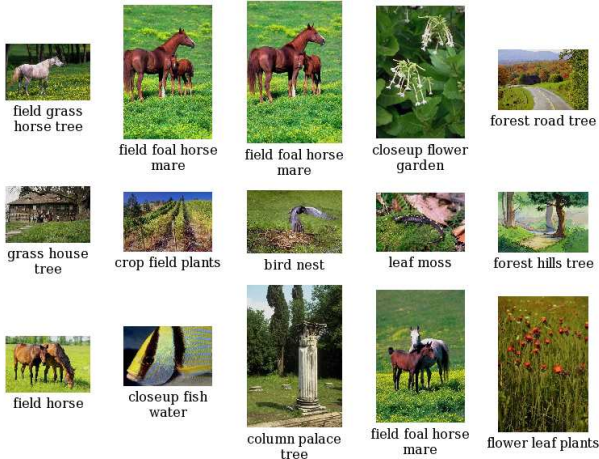 field grass
horse tree
field foal horse
mare
field foal horse
mare
closeup flower
garden
forest road tree
grass house
tree
crop field plants
bird nest
leaf moss
forest hills tree
field horse
closeup fish
water
column palace
tree
field foal horse
mare
flower leaf plants